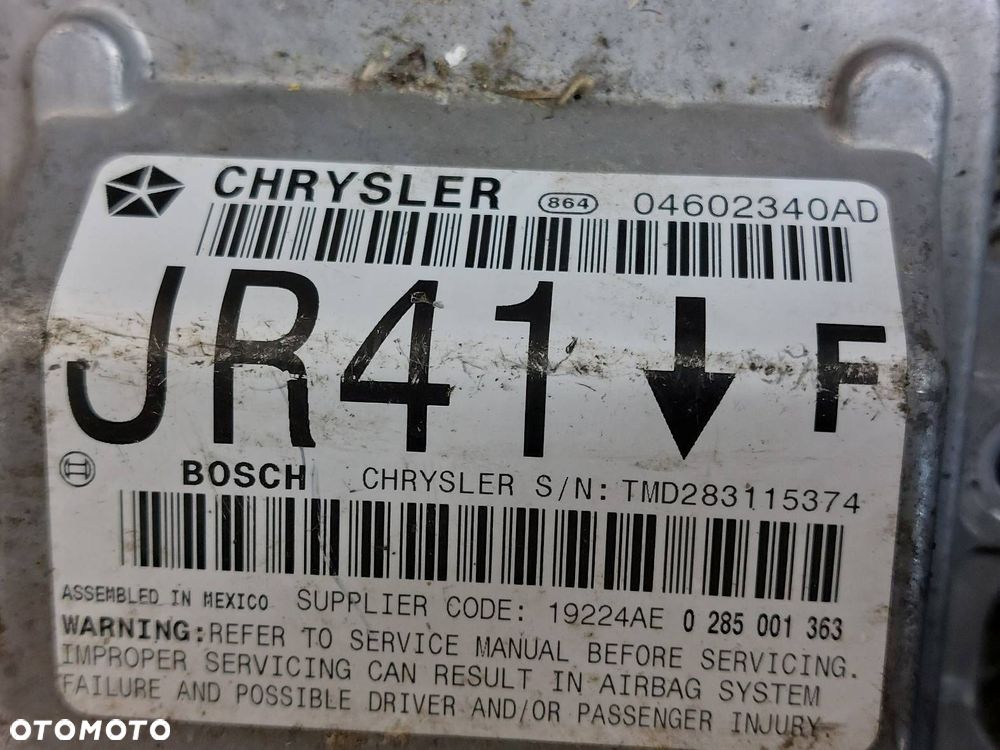 CHRYSLER 864 04602340AD
JR41 F
BOSCH CHRYSLER S/N: TMD283115374
ASSEMBLED IN MEXICO SUPPLIER CODE: 19224AE 0 285 001 363
WARNING:REFER TO SERVICE MANUAL BEFORE SERVICING.
IMPROPER SERVICING CAN RESULT IN AIRBAG SYSTEM
FAILURE AND POSSIBLE DRIVER AND/OR PASSENGER INJURY.
OTOMOTO